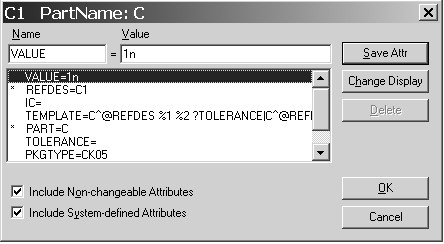 C1 PartName: C
Name Value
VALUE = 1n
Save Attr
VALUE=1n
* REFDES=C1
Change Display
IC=
TEMPLATE=C^@REFDES %1 %2 ?TOLERANCE|C^@REF
Delete
* PART=C
TOLERANCE=
PKGTYPE=CK05
Include Non-changeable Attributes
OK
Include System-defined Attributes
Cancel